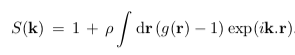 S(𝐤) = 1 + ρ ∫ d𝐫 (g(𝐫) − 1) exp(i𝐤.𝐫).